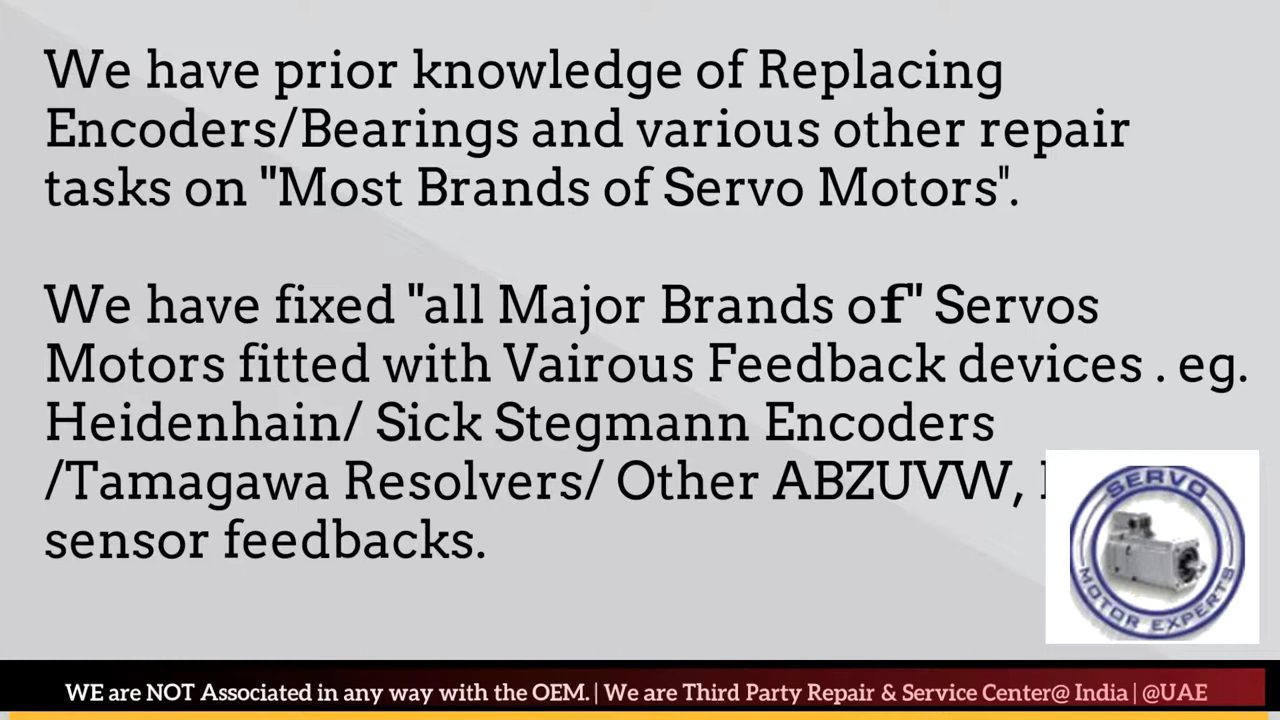 We have prior knowledge of Replacing
Encoders/Bearings and various other repair
tasks on "Most Brands of Servo Motors".
We have fixed "all Major Brands of" Servos
Motors fitted with Vairous Feedback devices . eg.
Heidenhain/ Sick Stegmann Encoders
/Tamagawa Resolvers/ Other ABZUVW,
sensor feedbacks.
SERVO
MOTOR EXPERTS
WE are NOT Associated in any way with the OEM. | We are Third Party Repair & Service Center@ India | @UAE